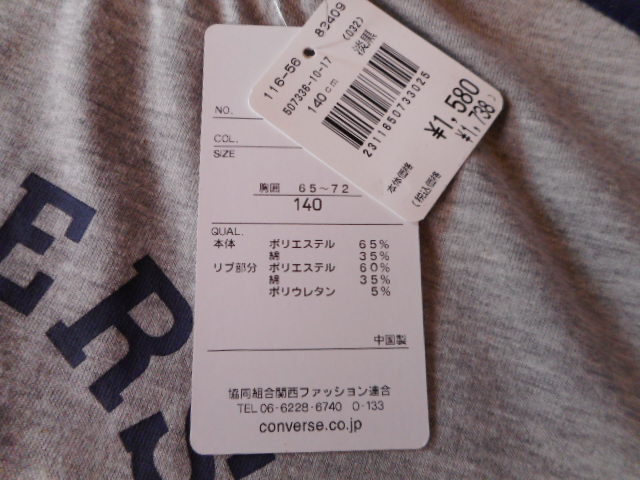 116-56 83409
507336-10-17 (032)
140cm 淡黒
2311850733025
本体価格 ¥1,580
(税込価格 ¥1,738)
NO.
COL.
SIZE
胸囲 65~72
140
QUAL.
本体 ポリエステル 65%
綿 35%
リブ部分 ポリエステル 60%
綿 35%
ポリウレタン 5%
中国製
協同組合関西ファッション連合
TEL 06-6228-6740 0-133
converse.co.jp
ERS